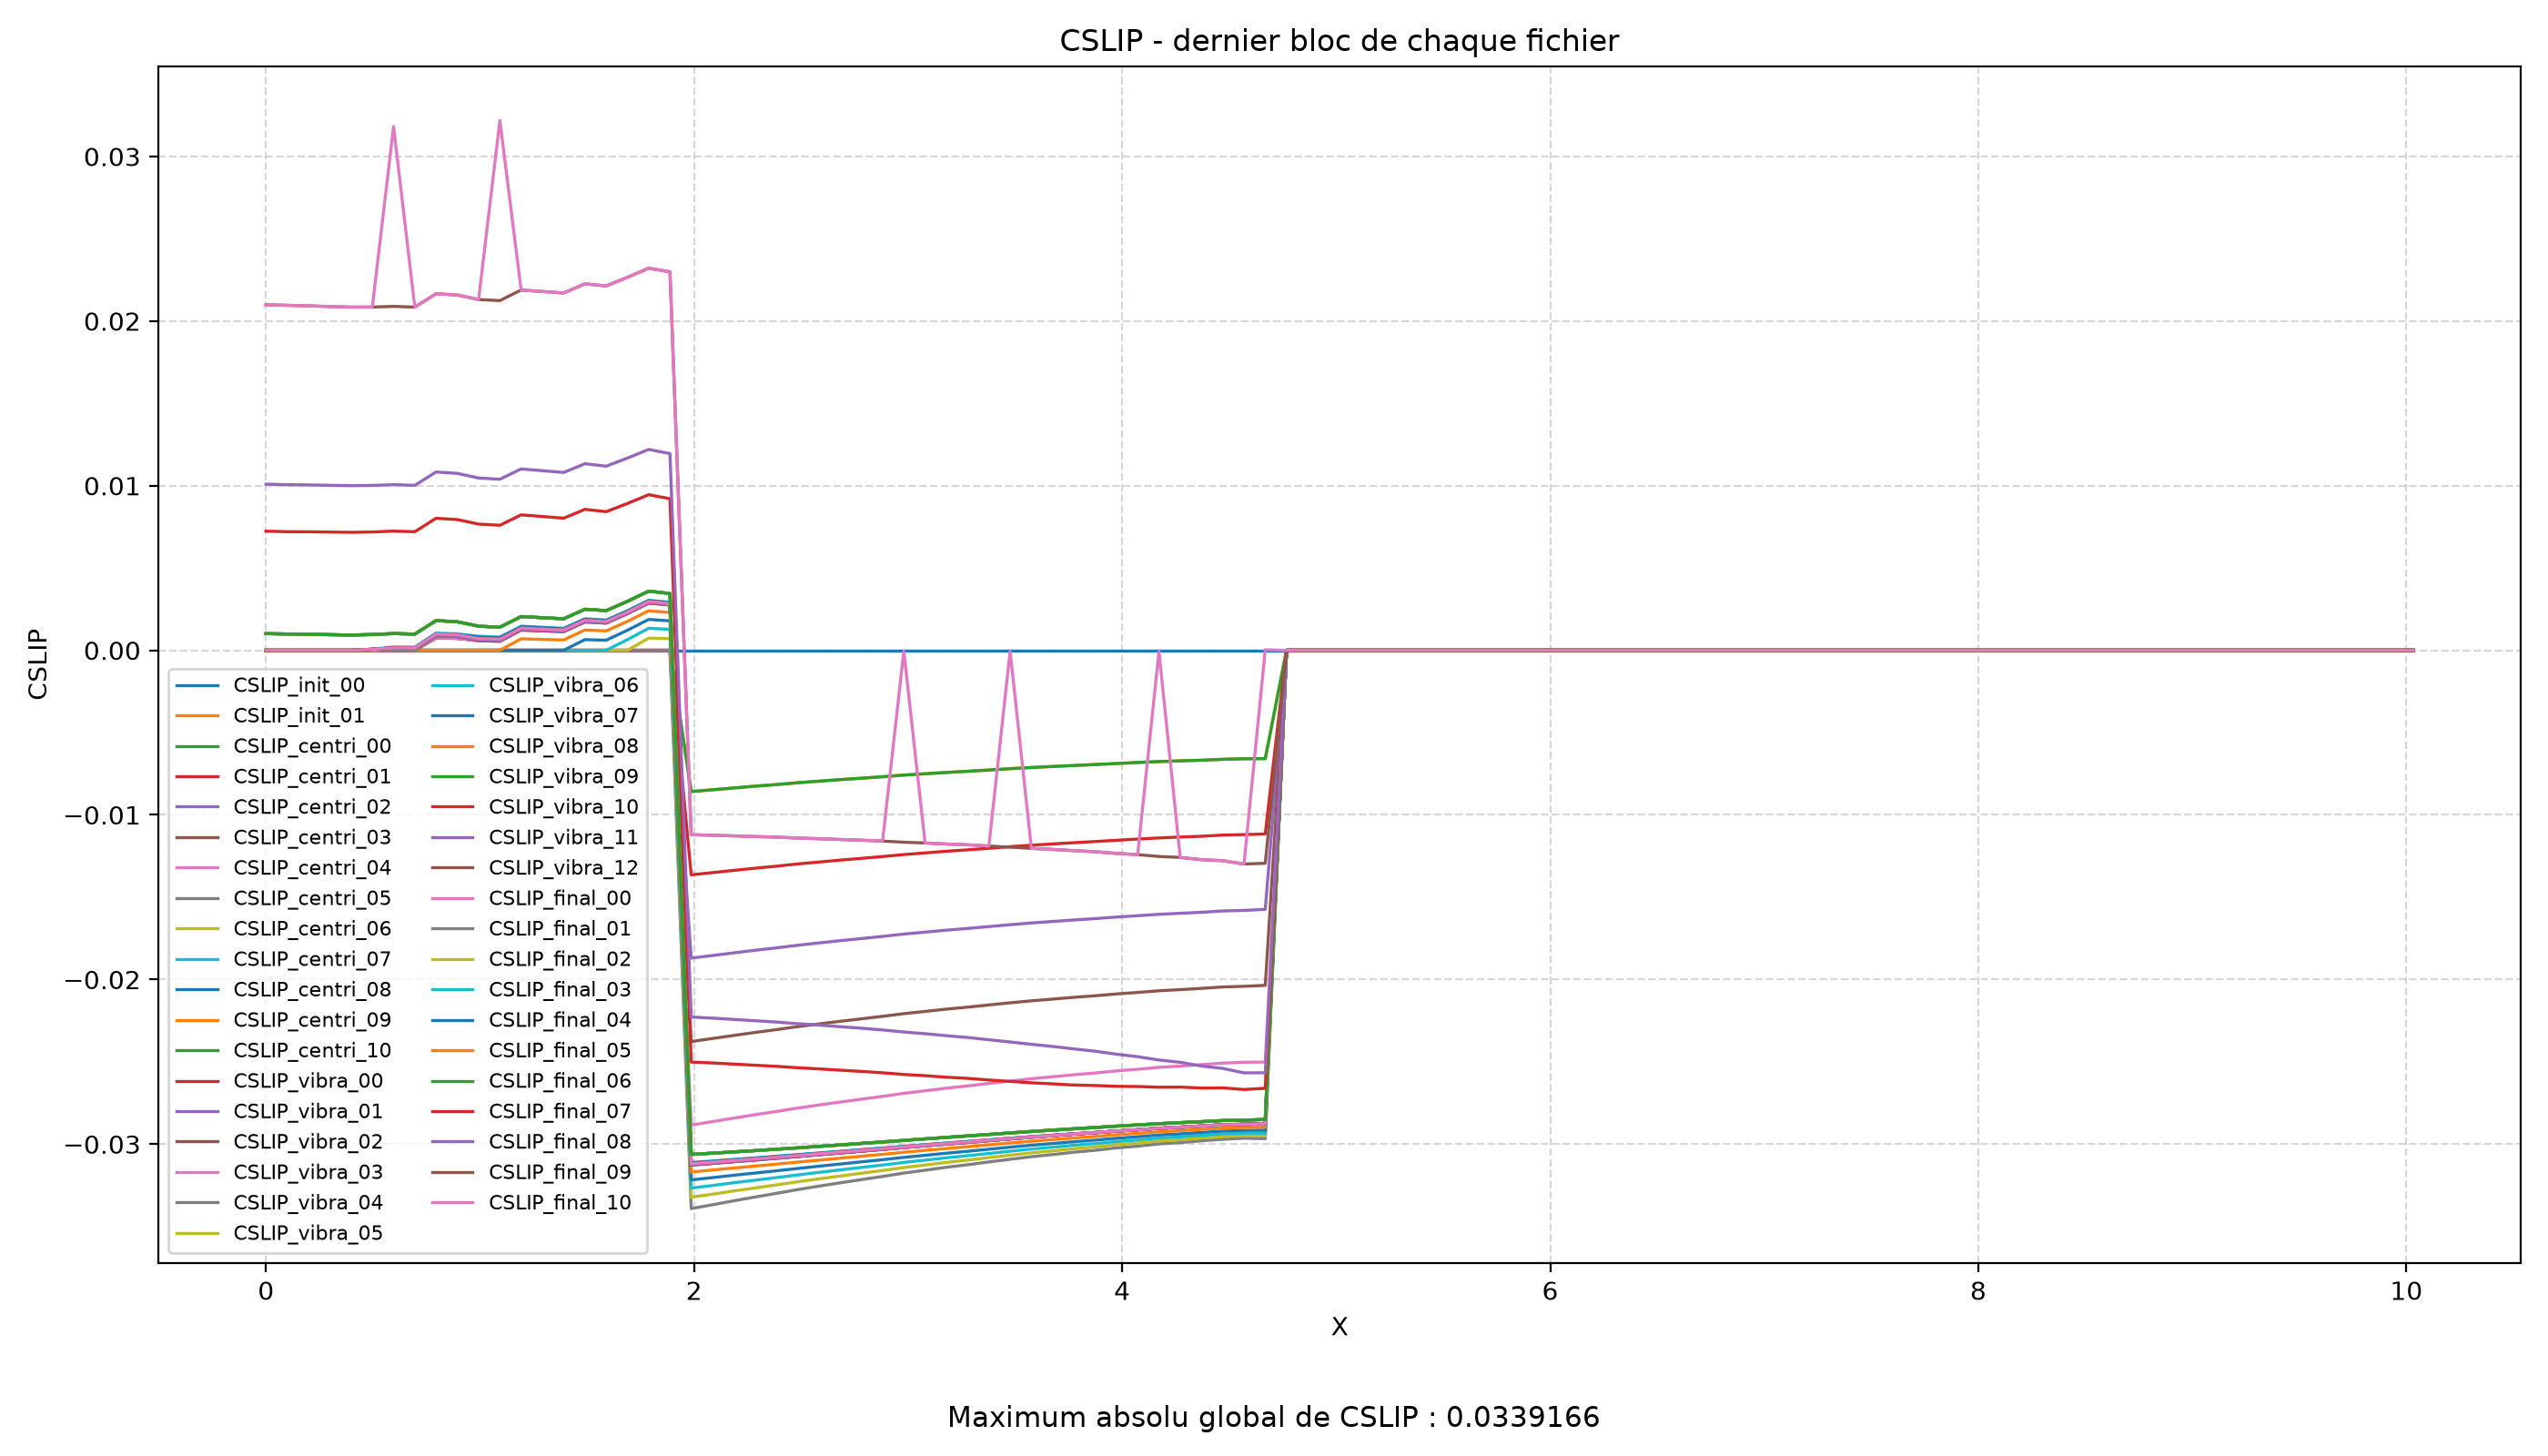 CSLIP - dernier bloc de chaque fichier
0.03
0.02
0.01
0.00
−0.01
−0.02
−0.03
CSLIP
CSLIP_init_00
CSLIP_init_01
CSLIP_centri_00
CSLIP_centri_01
CSLIP_centri_02
CSLIP_centri_03
CSLIP_centri_04
CSLIP_centri_05
CSLIP_centri_06
CSLIP_centri_07
CSLIP_centri_08
CSLIP_centri_09
CSLIP_centri_10
CSLIP_vibra_00
CSLIP_vibra_01
CSLIP_vibra_02
CSLIP_vibra_03
CSLIP_vibra_04
CSLIP_vibra_05
CSLIP_vibra_06
CSLIP_vibra_07
CSLIP_vibra_08
CSLIP_vibra_09
CSLIP_vibra_10
CSLIP_vibra_11
CSLIP_vibra_12
CSLIP_final_00
CSLIP_final_01
CSLIP_final_02
CSLIP_final_03
CSLIP_final_04
CSLIP_final_05
CSLIP_final_06
CSLIP_final_07
CSLIP_final_08
CSLIP_final_09
CSLIP_final_10
0 2 4 6 8 10
X
Maximum absolu global de CSLIP : 0.0339166